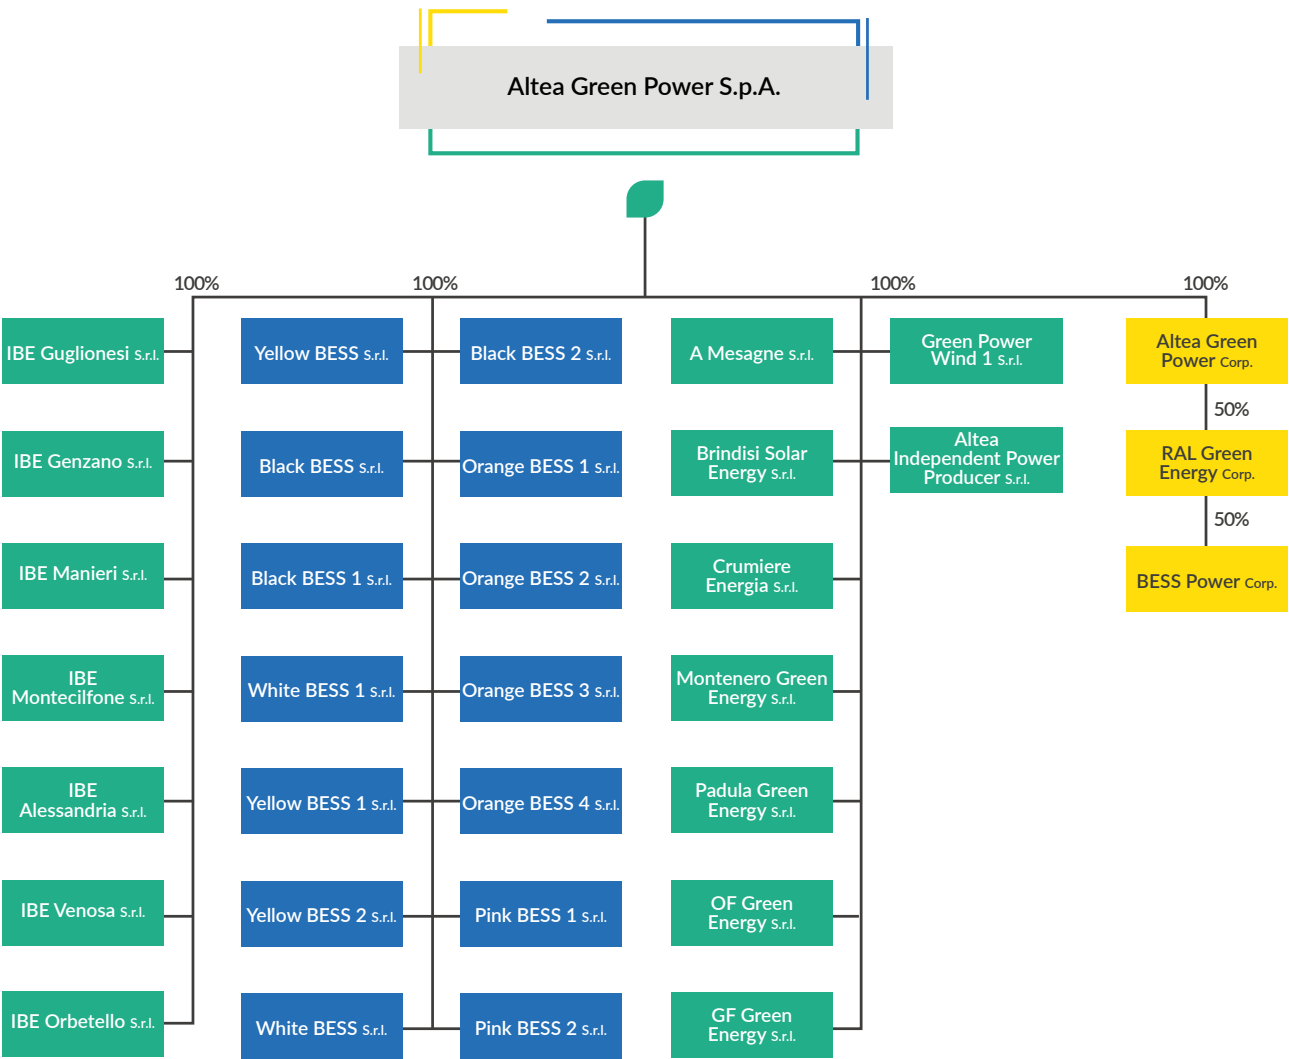 Altea Green Power S.p.A.
100%
100%
100%
100%
IBE Guglionesi S.r.l.
IBE Genzano S.r.l.
IBE Manieri S.r.l.
IBE
Montecilfone S.r.l.
IBE
Alessandria S.r.l.
IBE Venosa S.r.l.
IBE Orbetello S.r.l.
Yellow BESS S.r.l.
Black BESS S.r.l.
Black BESS 1 S.r.l.
White BESS 1 S.r.l.
Yellow BESS 1 S.r.l.
Yellow BESS 2 S.r.l.
White BESS S.r.l.
Black BESS 2 S.r.l.
Orange BESS 1 S.r.l.
Orange BESS 2 S.r.l.
Orange BESS 3 S.r.l.
Orange BESS 4 S.r.l.
Pink BESS 1 S.r.l.
Pink BESS 2 S.r.l.
A Mesagne S.r.l.
Brindisi Solar
Energy S.r.l.
Crumiere
Energia S.r.l.
Montenero Green
Energy S.r.l.
Padula Green
Energy S.r.l.
OF Green
Energy S.r.l.
GF Green
Energy S.r.l.
Green Power
Wind 1 S.r.l.
Altea
Independent Power
Producer S.r.l.
Altea Green
Power Corp.
50%
RAL Green
Energy Corp.
50%
BESS Power Corp.